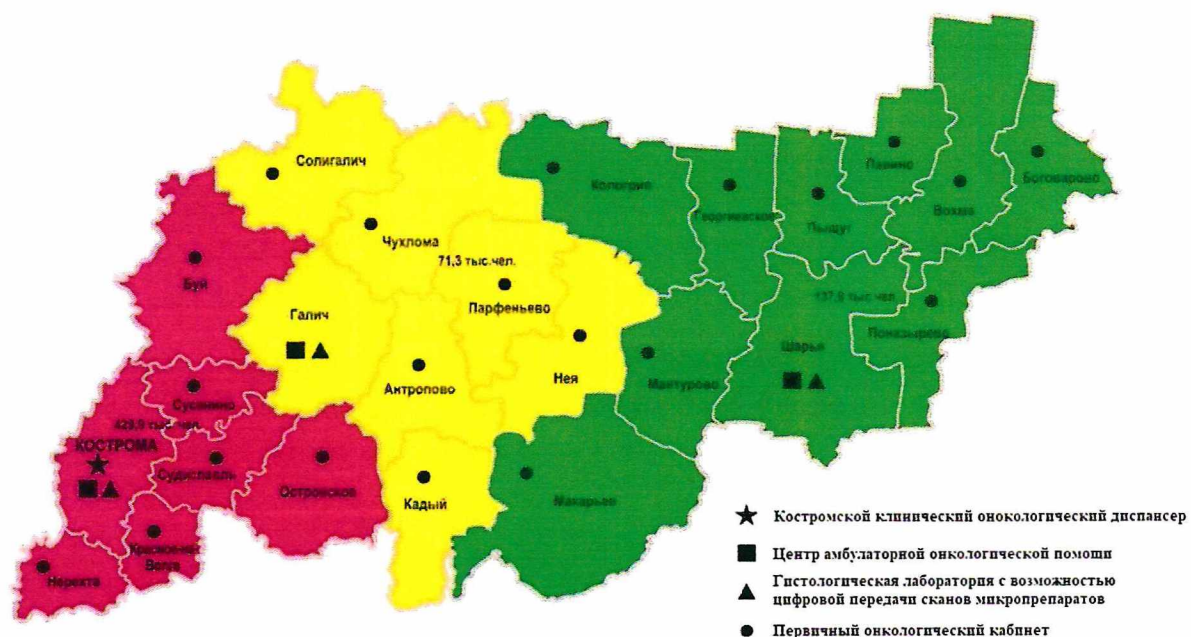 Солигалич
Чухлома
71,3 тыс.чел.
Парфеньево
Галич
Антропово
Нея
Кадый
Буй
Сусанино
429,9 тыс.чел.
КОСТРОМА
Судиславль
Островское
Красное-на-
Волге
Нерехта
Кологрив
Георгиевское
Пыщуг
Павино
Вохма
Боговарово
137,9 тыс.чел.
Поназырево
Шарья
Мантурово
Макарьев
Костромской клинический онокологический диспансер
Центр амбулаторной онкологической помощи
Гистологическая лаборатория с возможностью
цифровой передачи сканов микропрепаратов
Первичный онкологический кабинет